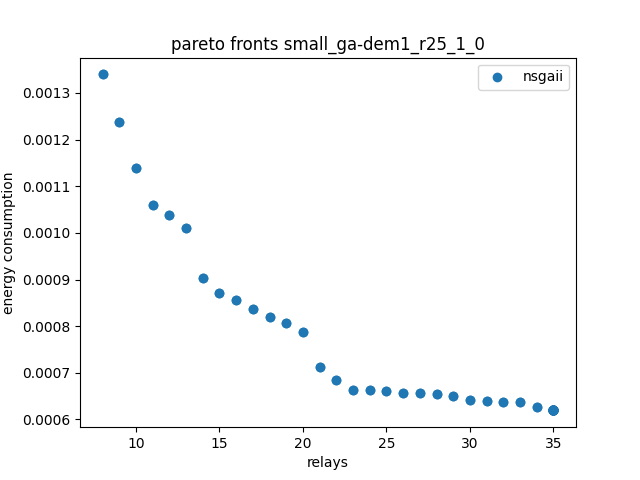 pareto fronts small_ga-dem1_r25_1_0
nsgaii
0.0013
0.0012
0.0011
0.0010
0.0009
0.0008
0.0007
0.0006
energy consumption
10 15 20 25 30 35
relays